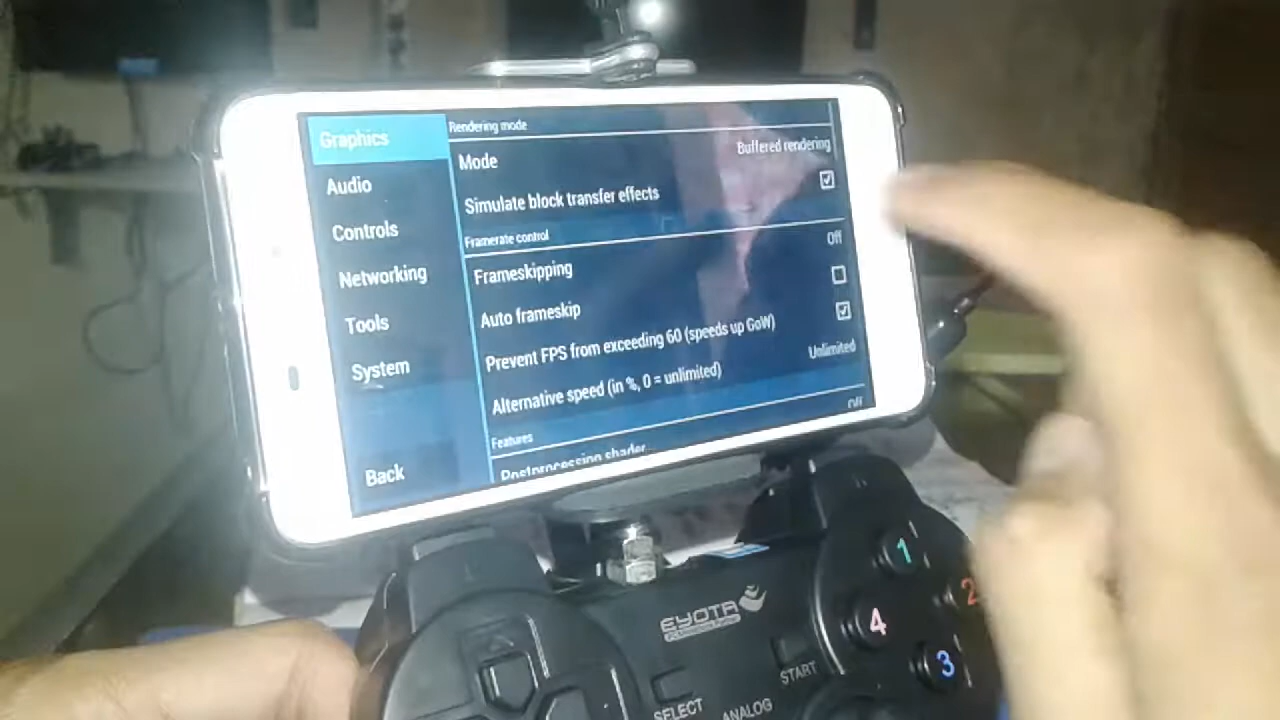 Graphics
Audio
Controls
Networking
Tools
System
Back
Rendering mode
Mode
Buffered rendering
Simulate block transfer effects
Framerate control
Frameskipping
Off
Auto frameskip
Prevent FPS from exceeding 60 (speeds up GoW)
Alternative speed (in %, 0 = unlimited)
Unlimited
Features
Postprocessing shader
Off
EYOTA
SELECT
ANALOG
START
1
2
4
3